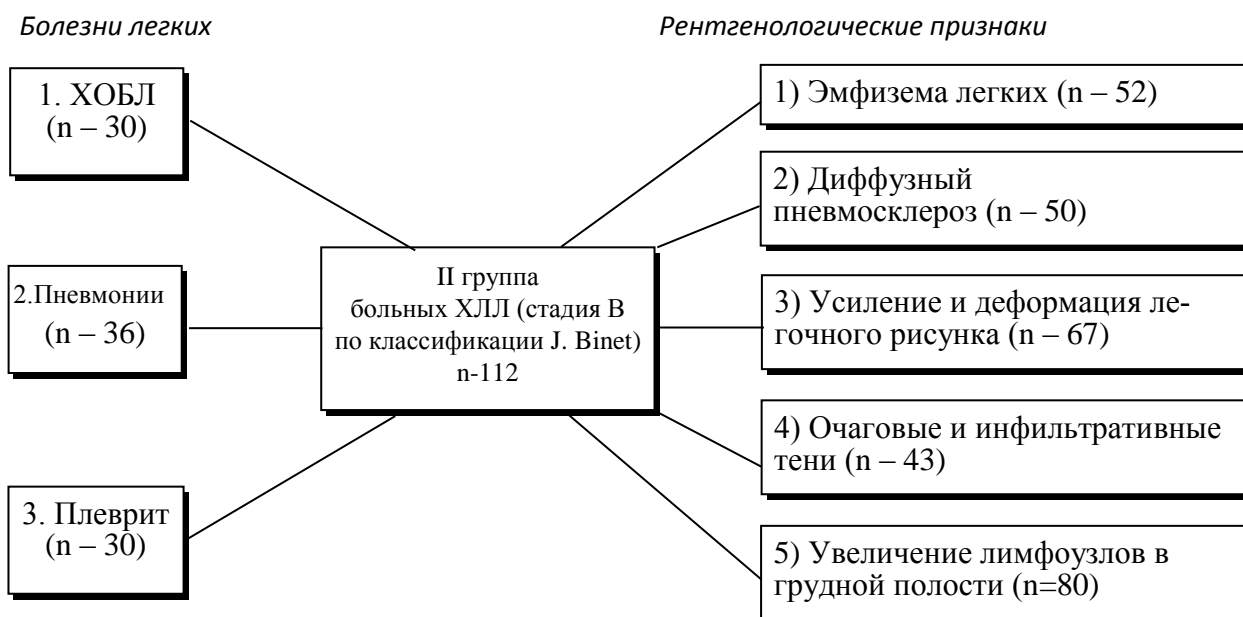 Болезни легких
Рентгенологические признаки
1. ХОБЛ
(n – 30)
2.Пневмонии
(n – 36)
3. Плеврит
(n – 30)
II группа
больных ХЛЛ (стадия В
по классификации J. Binet)
n-112
1) Эмфизема легких (n – 52)
2) Диффузный
пневмосклероз (n – 50)
3) Усиление и деформация ле-
гочного рисунка (n – 67)
4) Очаговые и инфильтративные
тени (n – 43)
5) Увеличение лимфоузлов в
грудной полости (n=80)